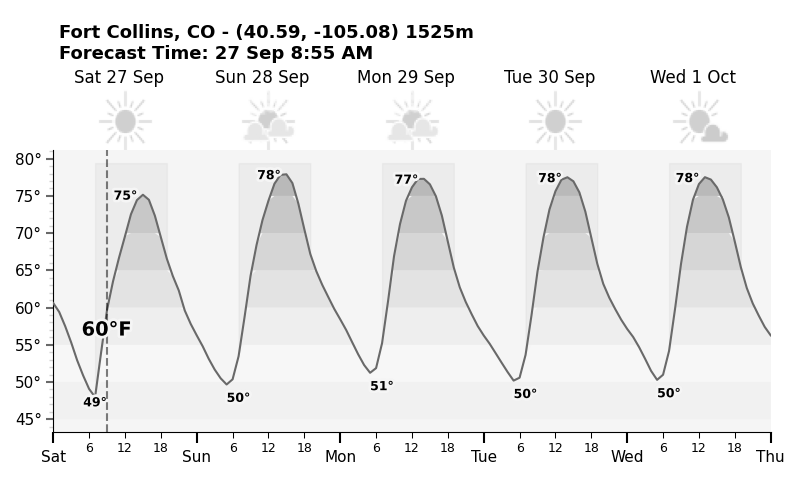 Fort Collins, CO - (40.59, -105.08) 1525m
Forecast Time: 27 Sep 8:55 AM
Sat 27 Sep Sun 28 Sep Mon 29 Sep Tue 30 Sep Wed 1 Oct
80°
75°
70°
65°
60°
55°
50°
45°
75° 78° 77° 78° 78°
60°F
49° 50° 51° 50° 50°
6 12 18 6 12 18 6 12 18 6 12 18 6 12 18
Sat Sun Mon Tue Wed Thu